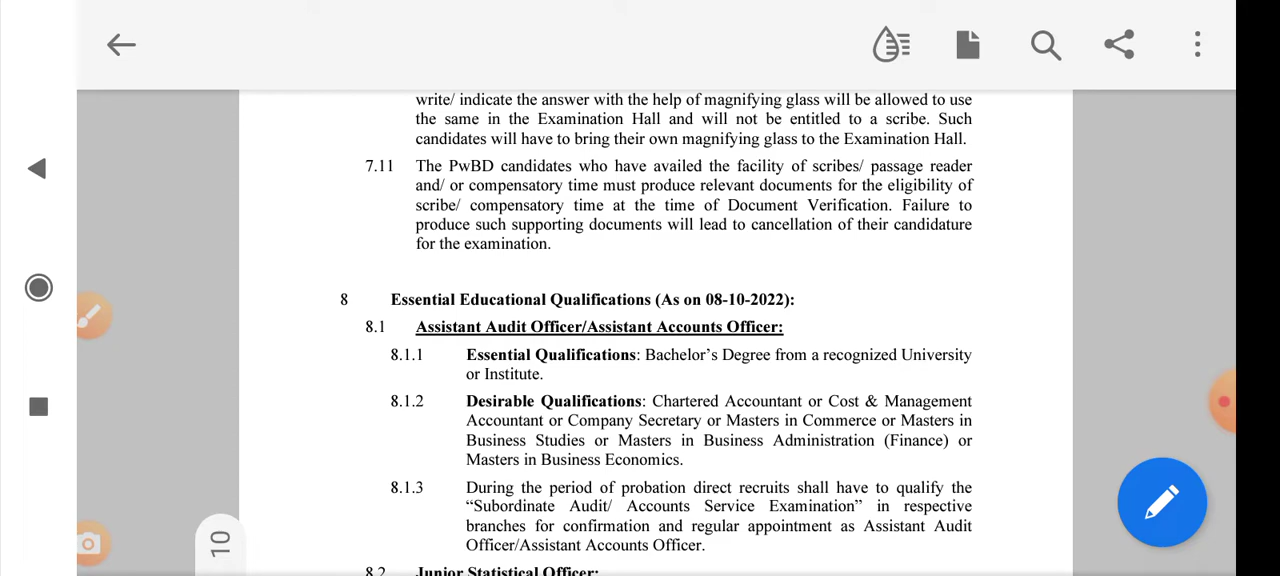 write/ indicate the answer with the help of magnifying glass will be allowed to use
the same in the Examination Hall and will not be entitled to a scribe. Such
candidates will have to bring their own magnifying glass to the Examination Hall.
7.11 The PwBD candidates who have availed the facility of scribes/ passage reader
and/ or compensatory time must produce relevant documents for the eligibility of
scribe/ compensatory time at the time of Document Verification. Failure to
produce such supporting documents will lead to cancellation of their candidature
for the examination.
8 Essential Educational Qualifications (As on 08-10-2022):
8.1 Assistant Audit Officer/Assistant Accounts Officer:
8.1.1 Essential Qualifications: Bachelor’s Degree from a recognized University
or Institute.
8.1.2 Desirable Qualifications: Chartered Accountant or Cost & Management
Accountant or Company Secretary or Masters in Commerce or Masters in
Business Studies or Masters in Business Administration (Finance) or
Masters in Business Economics.
8.1.3 During the period of probation direct recruits shall have to qualify the
“Subordinate Audit/ Accounts Service Examination” in respective
branches for confirmation and regular appointment as Assistant Audit
Officer/Assistant Accounts Officer.
10
8.2 Junior Statistical Officer: